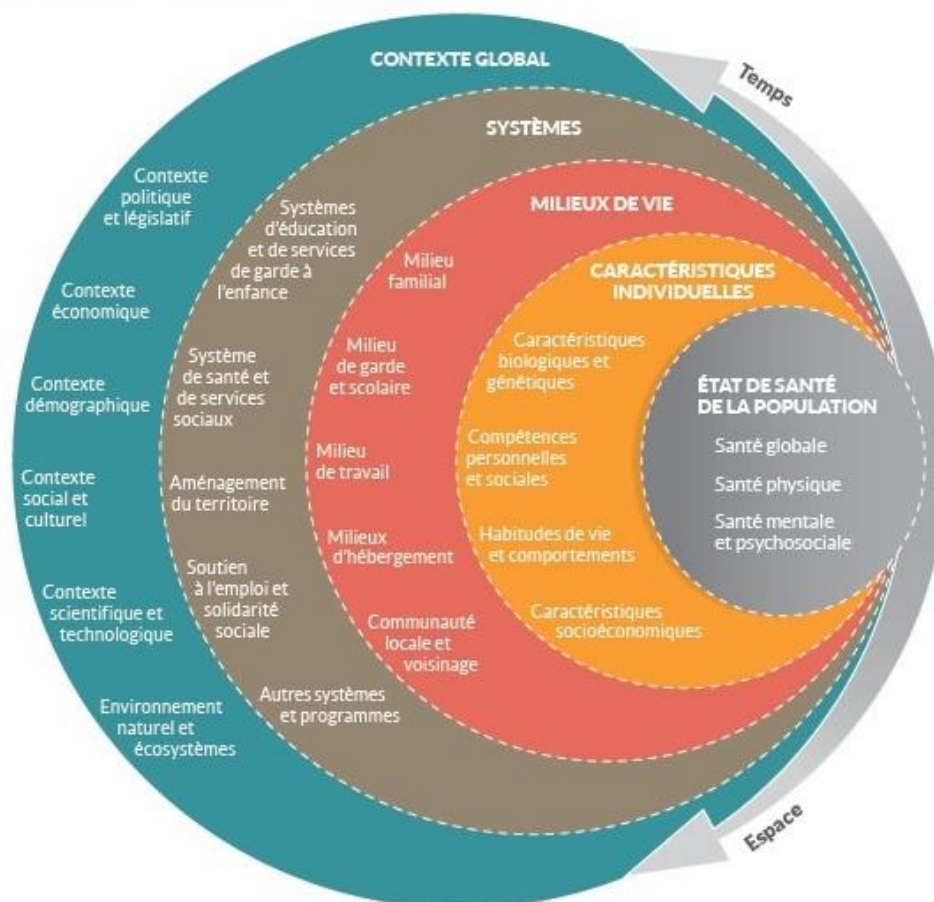 CONTEXTE GLOBAL
Temps
SYSTÈMES
MILIEUX DE VIE
CARACTÉRISTIQUES
INDIVIDUELLES
ÉTAT DE SANTÉ
DE LA POPULATION
Santé globale
Santé physique
Santé mentale
et psychosociale
Contexte
politique
et législatif
Contexte
économique
Contexte
démographique
Contexte
social et
culturel
Contexte
scientifique et
technologique
Environnement
naturel et
écosystèmes
Systèmes
d'éducation
et de services
de garde à
l'enfance
Système
de santé et
de services
sociaux
Aménagement
du territoire
Soutien
à l'emploi et
solidarité
sociale
Autres systèmes
et programmes
Milieu
familial
Milieu
de garde
et scolaire
Milieu
de travail
Milieux
d'hébergement
Communauté
locale et
voisinage
Caractéristiques
biologiques et
génétiques
Compétences
personnelles
et sociales
Habitudes de vie
et comportements
Caractéristiques
socioéconomiques
Espace